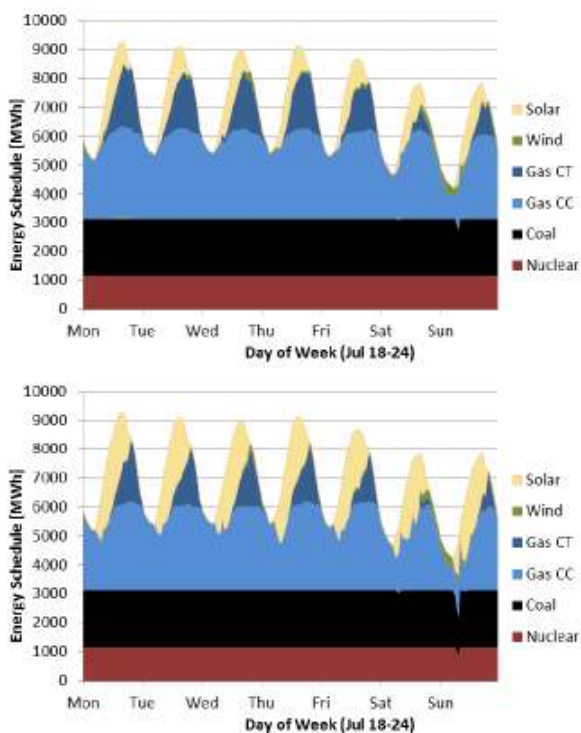 10000
9000
8000
7000
6000
5000
4000
3000
2000
1000
0
Energy Schedule [MWh]
Mon Tue Wed Thu Fri Sat Sun
Day of Week (Jul 18-24)
Solar
Wind
Gas CT
Gas CC
Coal
Nuclear
10000
9000
8000
7000
6000
5000
4000
3000
2000
1000
0
Energy Schedule [MWh]
Mon Tue Wed Thu Fri Sat Sun
Day of Week (Jul 18-24)
Solar
Wind
Gas CT
Gas CC
Coal
Nuclear